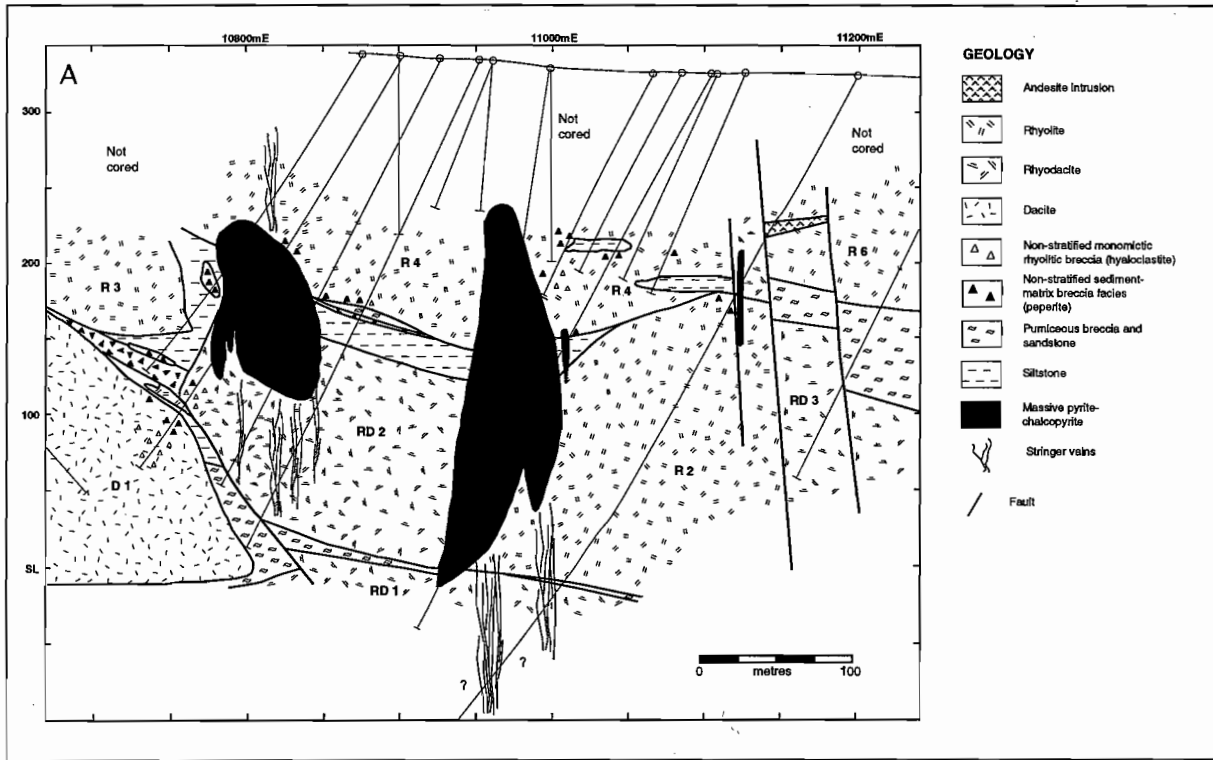 A
10800mE
11000mE
11200mE
300
200
100
SL
Not
cored
Not
cored
Not
cored
R 3
R 4
R 4
R 6
RD 2
R 2
RD 3
D 1
RD 1
?
?
0
100
metres
GEOLOGY
Andesite intrusion
Rhyolite
Rhyodacite
Dacite
Non-stratified monomictic
rhyolitic breccia (hyaloclastite)
Non-stratified sediment-
matrix breccia facies
(peperite)
Pumiceous breccia and
sandstone
Siltstone
Massive pyrite-
chalcopyrite
Stringer veins
Fault